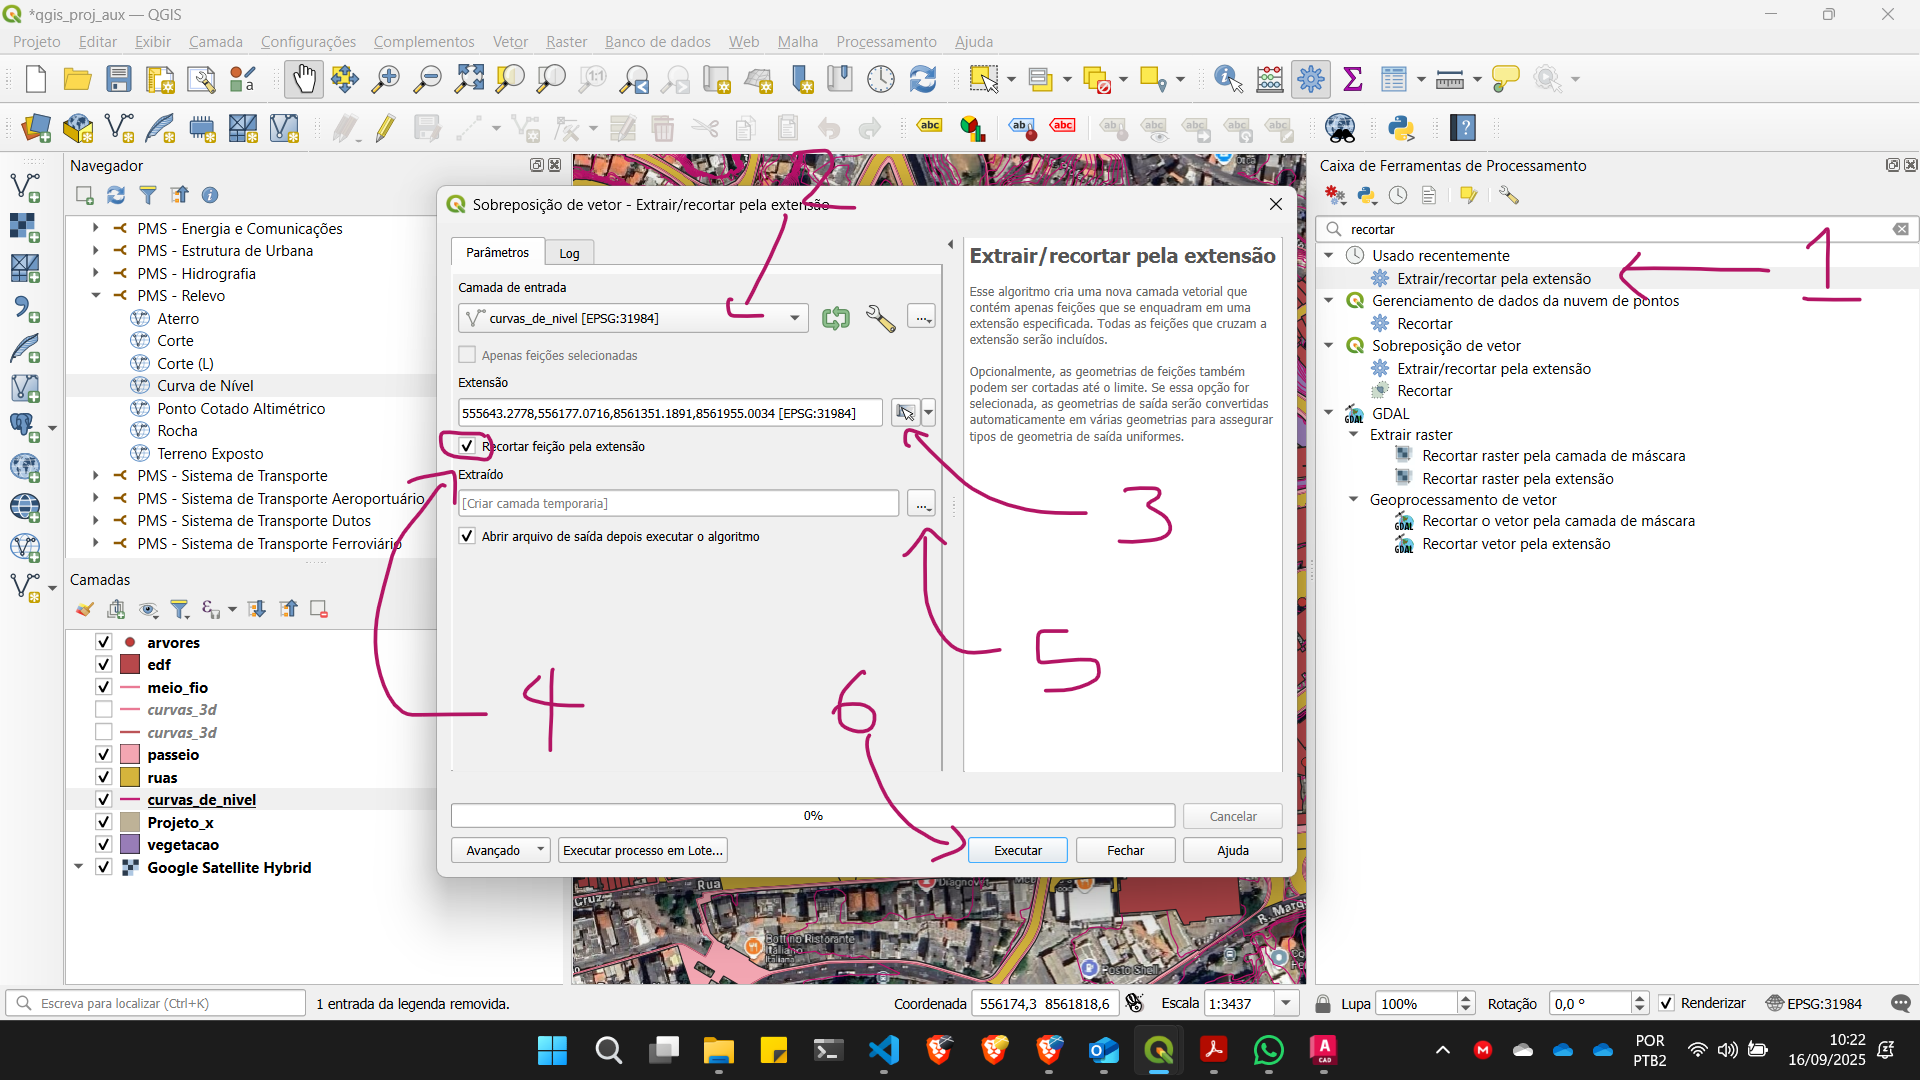 *qgis_proj_aux — QGIS
Projeto Editar Exibir Camada Configurações Complementos Vetor Raster Banco de dados Web Malha Processamento Ajuda
Navegador
PMS - Energia e Comunicações
PMS - Estrutura de Urbana
PMS - Hidrografia
PMS - Relevo
Aterro
Corte
Corte (L)
Curva de Nível
Ponto Cotado Altimétrico
Rocha
Terreno Exposto
PMS - Sistema de Transporte
PMS - Sistema de Transporte Aeroportuário
PMS - Sistema de Transporte Dutos
PMS - Sistema de Transporte Ferroviário
Camadas
arvores
edf
meio_fio
curvas_3d
curvas_3d
passeio
ruas
curvas_de_nivel
Projeto_x
vegetacao
Google Satellite Hybrid
2
Sobreposição de vetor - Extrair/recortar pela extensão
Parâmetros Log
Camada de entrada
curvas_de_nivel [EPSG:31984]
...
Apenas feições selecionadas
Extensão
555643.2778,556177.0716,8561351.1891,8561955.0034 [EPSG:31984]
Recortar feição pela extensão
Extraído
[Criar camada temporaria]
...
Abrir arquivo de saída depois executar o algoritmo
4
6
3
5
0%
Cancelar
Avançado Executar processo em Lote... Executar Fechar Ajuda
Extrair/recortar pela extensão
Esse algoritmo cria uma nova camada vetorial que
contém apenas feições que se enquadram em uma
extensão especificada. Todas as feições que cruzam a
extensão serão incluídos.
Opcionalmente, as geometrias de feições também
podem ser cortadas até o limite. Se essa opção for
selecionada, as geometrias de saída serão convertidas
automaticamente em várias geometrias para assegurar
tipos de geometria de saída uniformes.
Caixa de Ferramentas de Processamento
recortar
1
Usado recentemente
Extrair/recortar pela extensão
Gerenciamento de dados da nuvem de pontos
Recortar
Sobreposição de vetor
Extrair/recortar pela extensão
Recortar
GDAL
Extrair raster
Recortar raster pela camada de máscara
Recortar raster pela extensão
Geoprocessamento de vetor
Recortar o vetor pela camada de máscara
Recortar vetor pela extensão
Rua
Cruz
Diagnove
Bottino Ristorante
Italiano
R. Marq
Posto Shell
Escreva para localizar (Ctrl+K)
1 entrada da legenda removida.
Coordenada 556174,3 8561818,6 Escala 1:3437 Lupa 100% Rotação 0,0 ° Renderizar EPSG:31984
POR
PTB2
10:22
16/09/2025